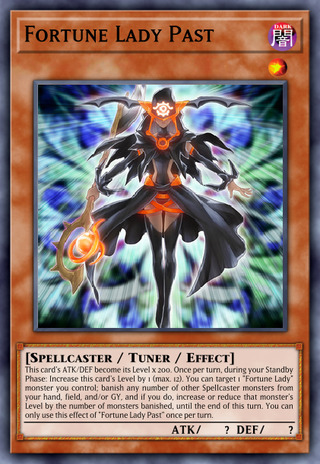 FORTUNE LADY PAST
DARK
闇
[SPELLCASTER / TUNER / EFFECT]
This card's ATK/DEF become its Level x 200. Once per turn, during your Standby
Phase: Increase this card's Level by 1 (max. 12). You can target 1 "Fortune Lady"
monster you control; banish any number of other Spellcaster monsters from
your hand, field, and/or GY, and if you do, increase or reduce that monster's
Level by the number of monsters banished, until the end of this turn. You can
only use this effect of "Fortune Lady Past" once per turn.
ATK/ ? DEF/ ?